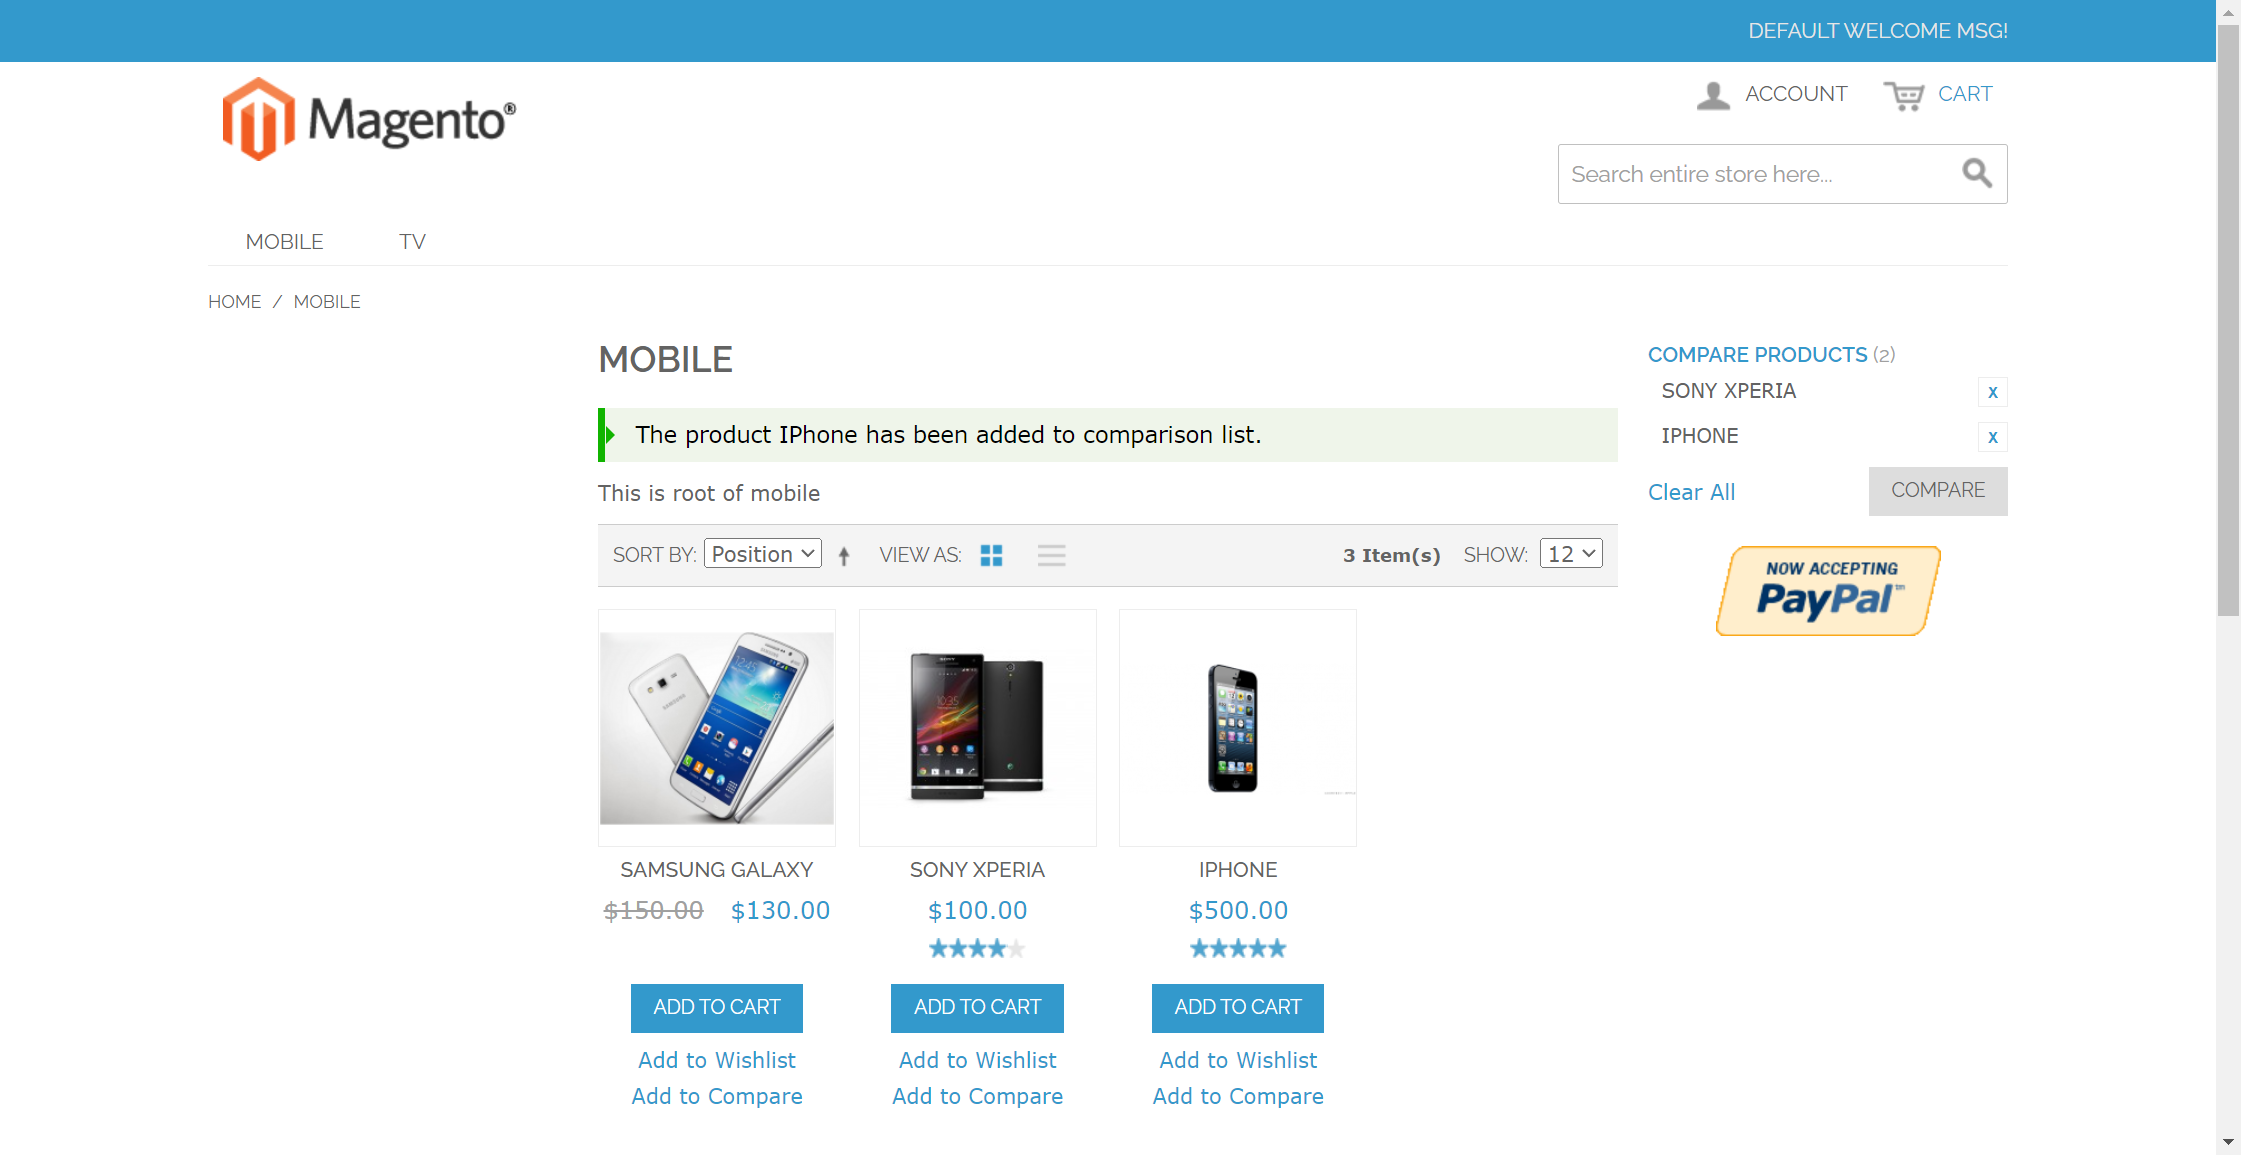 DEFAULT WELCOME MSG!
Magento®
ACCOUNT
CART
Search entire store here...
MOBILE
TV
HOME / MOBILE
MOBILE
The product IPhone has been added to comparison list.
This is root of mobile
SORT BY: Position
VIEW AS:
3 Item(s)
SHOW: 12
COMPARE PRODUCTS (2)
SONY XPERIA
x
IPHONE
x
Clear All
COMPARE
NOW ACCEPTING
PayPal™
SAMSUNG GALAXY
$150.00 $130.00
ADD TO CART
Add to Wishlist
Add to Compare
SONY XPERIA
$100.00
ADD TO CART
Add to Wishlist
Add to Compare
IPHONE
$500.00
ADD TO CART
Add to Wishlist
Add to Compare